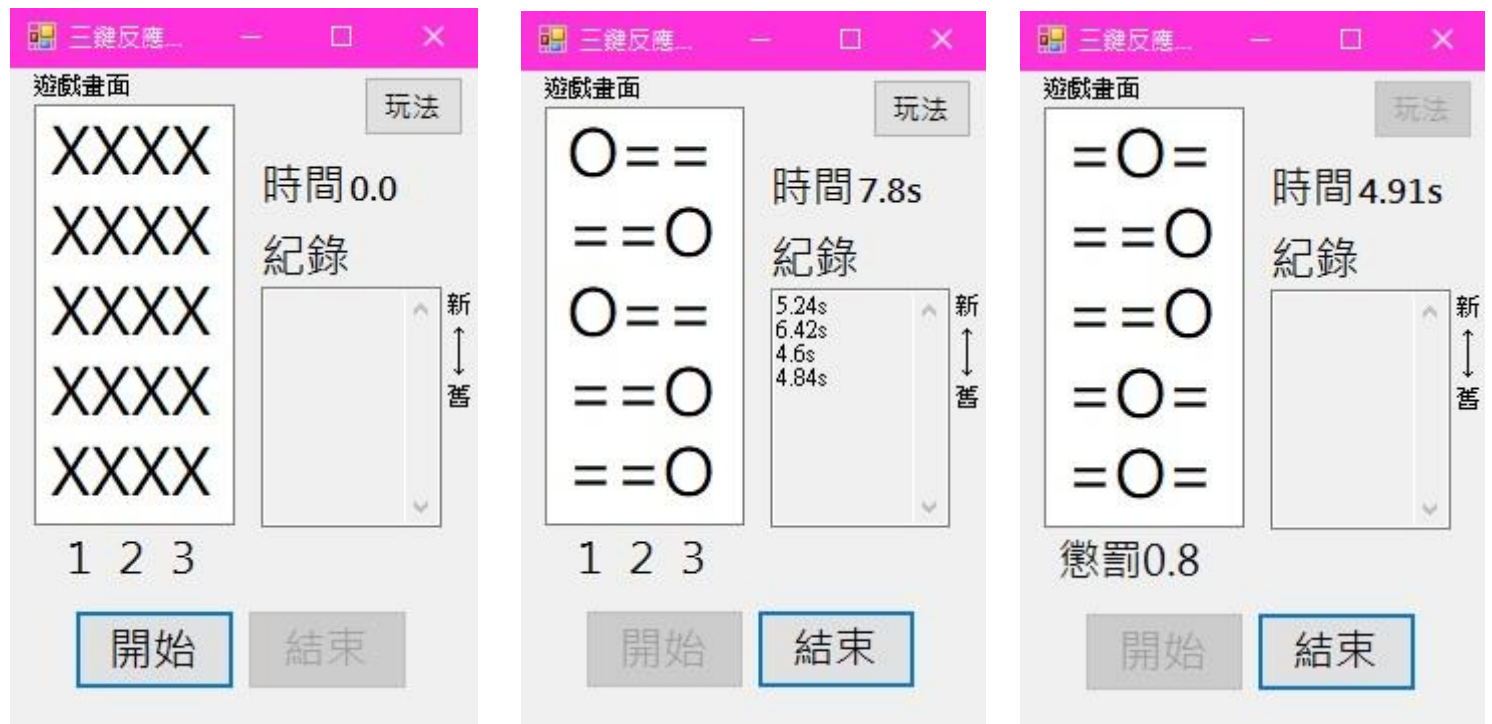 三鍵反應...
遊戲畫面
玩法
XXXX
XXXX
XXXX
XXXX
XXXX
時間0.0
紀錄
新
↑
↓
舊
1 2 3
開始
結束
三鍵反應...
遊戲畫面
玩法
O==
==O
O==
==O
==O
時間7.8s
紀錄
5.24s
6.42s
4.6s
4.84s
新
↑
↓
舊
1 2 3
開始
結束
三鍵反應...
遊戲畫面
玩法
=O=
==O
==O
=O=
=O=
時間4.91s
紀錄
新
↑
↓
舊
懲罰0.8
開始
結束